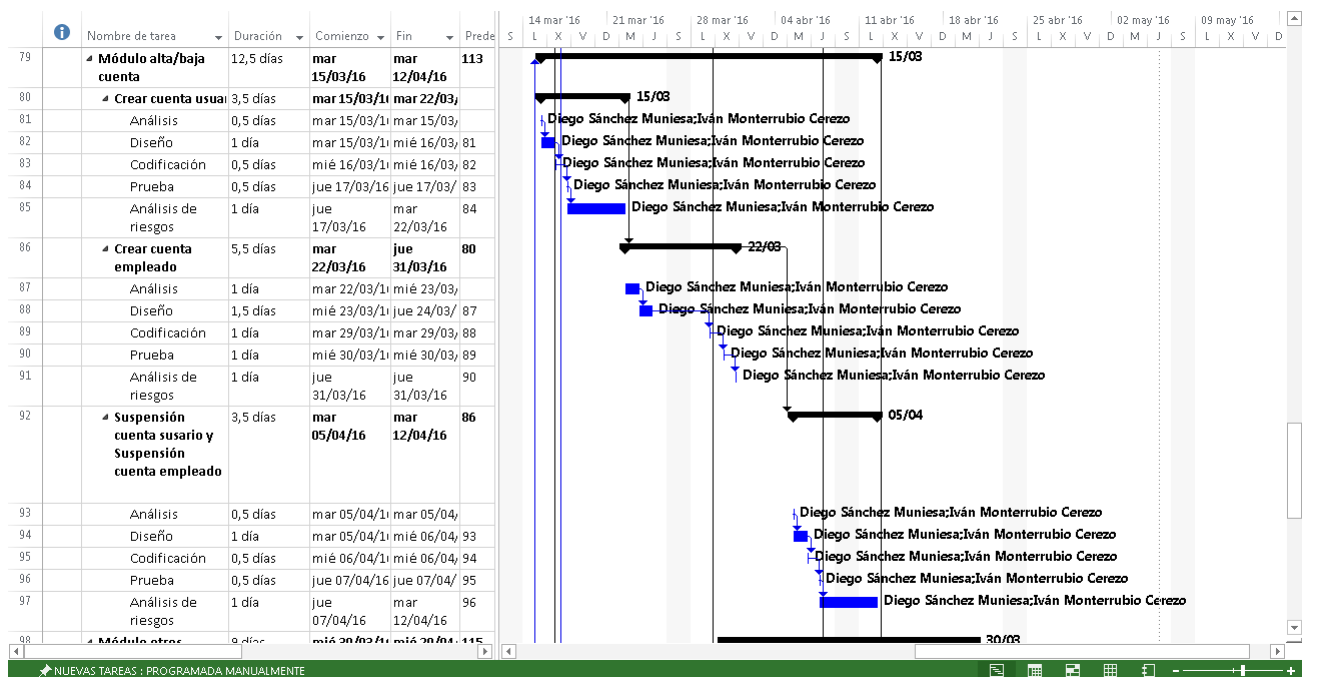 14 mar '16 21 mar '16 28 mar '16 04 abr '16 11 abr '16 18 abr '16 25 abr '16 02 may '16 09 may '16
Nombre de tarea Duración Comienzo Fin Prede S L X V D M J S L X V D M J S L X V D M J S L X V D
79 Módulo alta/baja 12,5 días mar mar 113 15/03
cuenta 15/03/16 12/04/16
80 Crear cuenta usuar 3,5 días mar 15/03/1 mar 22/03/ 15/03
81 Análisis 0,5 días mar 15/03/1 mar 15/03/ Diego Sánchez Muniesa;Iván Monterrubio Cerezo
82 Diseño 1 día mar 15/03/1 mié 16/03/ 81 Diego Sánchez Muniesa;Iván Monterrubio Cerezo
83 Codificación 0,5 días mié 16/03/1 mié 16/03/ 82 Diego Sánchez Muniesa;Iván Monterrubio Cerezo
84 Prueba 0,5 días jue 17/03/16 jue 17/03/ 83 Diego Sánchez Muniesa;Iván Monterrubio Cerezo
85 Análisis de 1 día jue mar 84 Diego Sánchez Muniesa;Iván Monterrubio Cerezo
riesgos 17/03/16 22/03/16
86 Crear cuenta 5,5 días mar jue 80 22/03
empleado 22/03/16 31/03/16
87 Análisis 1 día mar 22/03/1 mié 23/03/ Diego Sánchez Muniesa;Iván Monterrubio Cerezo
88 Diseño 1,5 días mié 23/03/1 jue 24/03/ 87 Diego Sánchez Muniesa;Iván Monterrubio Cerezo
89 Codificación 1 día mar 29/03/1 mar 29/03/ 88 Diego Sánchez Muniesa;Iván Monterrubio Cerezo
90 Prueba 1 día mié 30/03/1 mié 30/03/ 89 Diego Sánchez Muniesa;Iván Monterrubio Cerezo
91 Análisis de 1 día jue jue 90 Diego Sánchez Muniesa;Iván Monterrubio Cerezo
riesgos 31/03/16 31/03/16
92 Suspensión 3,5 días mar mar 86 05/04
cuenta susario y 05/04/16 12/04/16
Suspensión
cuenta empleado
93 Análisis 0,5 días mar 05/04/1 mar 05/04/ Diego Sánchez Muniesa;Iván Monterrubio Cerezo
94 Diseño 1 día mar 05/04/1 mié 06/04/ 93 Diego Sánchez Muniesa;Iván Monterrubio Cerezo
95 Codificación 0,5 días mié 06/04/1 mié 06/04/ 94 Diego Sánchez Muniesa;Iván Monterrubio Cerezo
96 Prueba 0,5 días jue 07/04/16 jue 07/04/ 95 Diego Sánchez Muniesa;Iván Monterrubio Cerezo
97 Análisis de 1 día jue mar 96 Diego Sánchez Muniesa;Iván Monterrubio Cerezo
riesgos 07/04/16 12/04/16
98 Módulo otros 9 días 115 30/03
NUEVAS TAREAS : PROGRAMADA MANUALMENTE